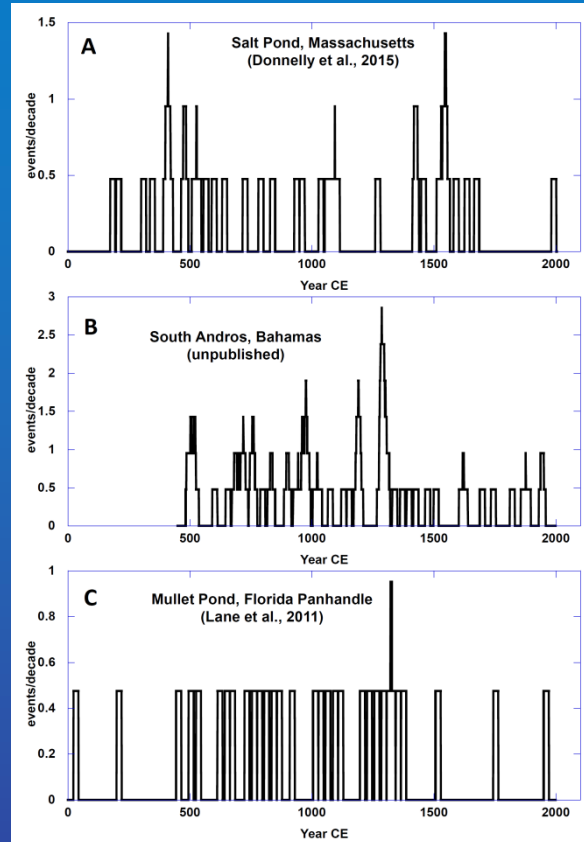 A
Salt Pond, Massachusetts
(Donnelly et al., 2015)
events/decade
1.5
1
0.5
0
0 500 1000 1500 2000
Year CE
B
South Andros, Bahamas
(unpublished)
events/decade
3
2.5
2
1.5
1
0.5
0
0 500 1000 1500 2000
Year CE
C
Mullet Pond, Florida Panhandle
(Lane et al., 2011)
events/decade
1
0.8
0.6
0.4
0.2
0
0 500 1000 1500 2000
Year CE